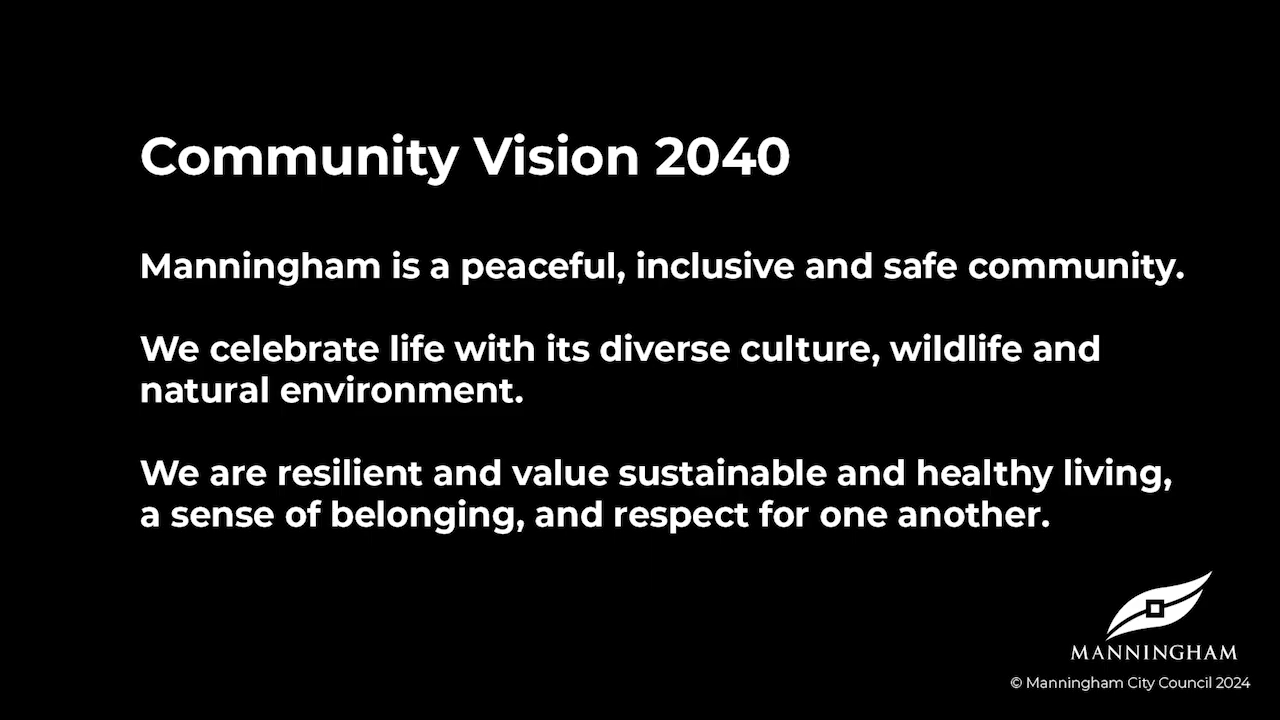 Community Vision 2040
Manningham is a peaceful, inclusive and safe community.
We celebrate life with its diverse culture, wildlife and
natural environment.
We are resilient and value sustainable and healthy living,
a sense of belonging, and respect for one another.
MANNINGHAM
© Manningham City Council 2024